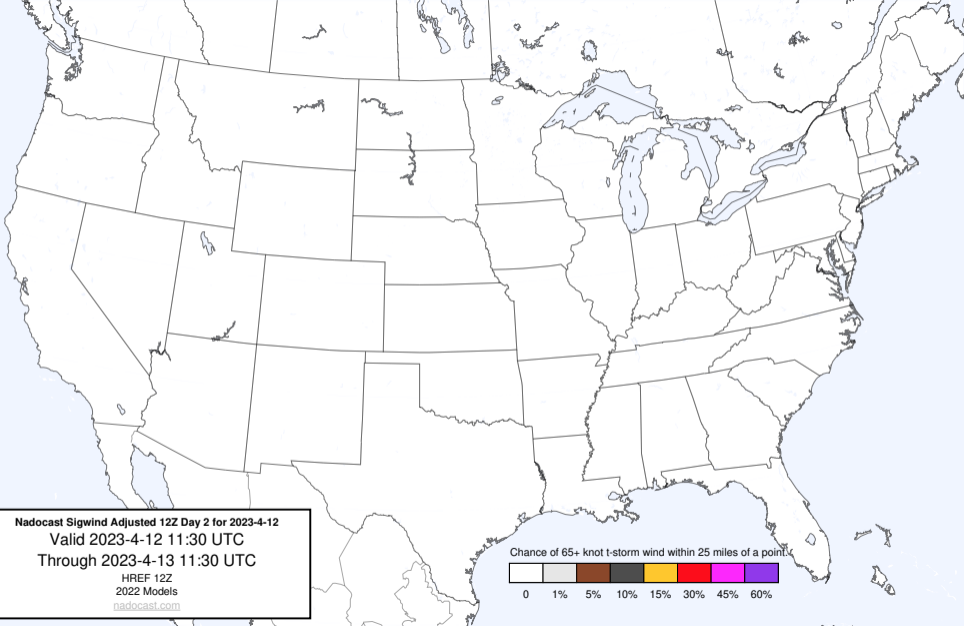 Nadocast Sigwind Adjusted 12Z Day 2 for 2023-4-12
Valid 2023-4-12 11:30 UTC
Through 2023-4-13 11:30 UTC
HREF 12Z
2022 Models
nadocast.com
Chance of 65+ knot t-storm wind within 25 miles of a point.
0 1% 5% 10% 15% 30% 45% 60%